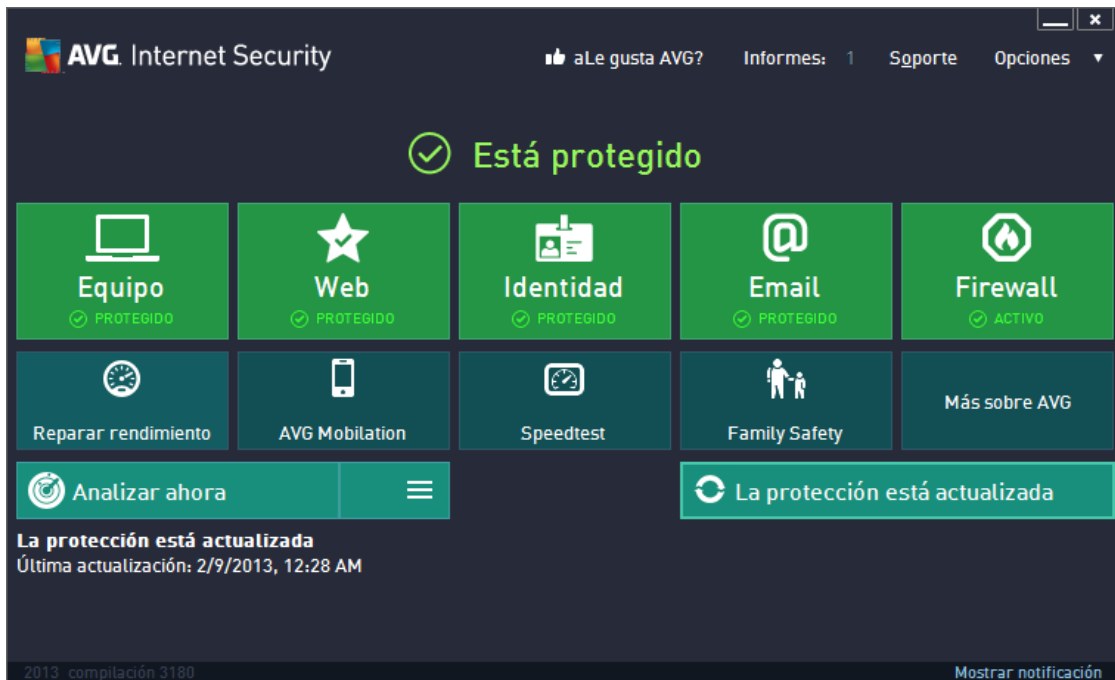 AVG. Internet Security
aLe gusta AVG?
Informes: 1
Soporte
Opciones
Está protegido
Equipo
PROTEGIDO
Web
PROTEGIDO
Identidad
PROTEGIDO
Email
PROTEGIDO
Firewall
ACTIVO
Reparar rendimiento
AVG Mobilation
Speedtest
Family Safety
Más sobre AVG
Analizar ahora
La protección está actualizada
La protección está actualizada
Última actualización: 2/9/2013, 12:28 AM
2013 compilación 3180
Mostrar notificación